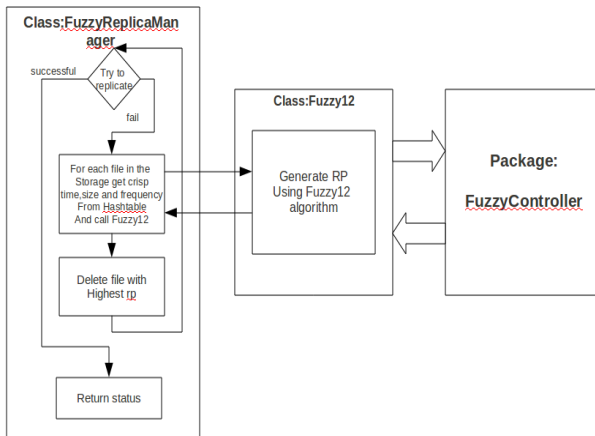 Class:FuzzyReplicaMan
ager
successful
Try to
replicate
fail
For each file in the
Storage get crisp
time,size and frequency
From Hashtable
And call Fuzzy12
Delete file with
Highest rp
Return status
Class:Fuzzy12
Generate RP
Using Fuzzy12
algorithm
Package:
FuzzyController